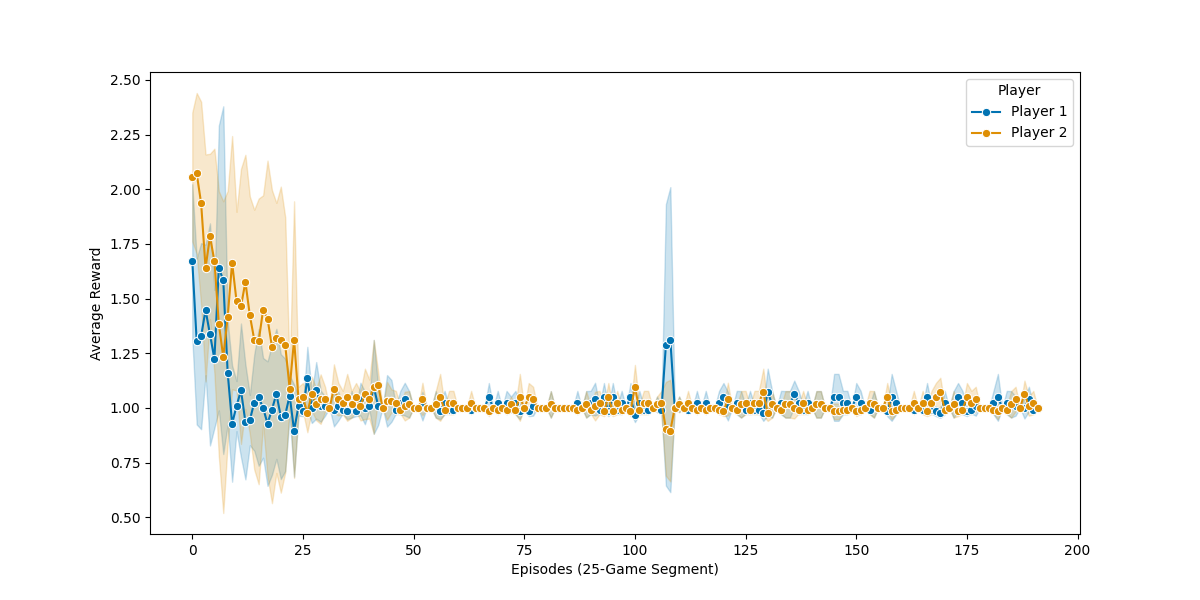 2.50
2.25
2.00
1.75
1.50
1.25
1.00
0.75
0.50
Average Reward
Player
Player 1
Player 2
0 25 50 75 100 125 150 175 200
Episodes (25-Game Segment)